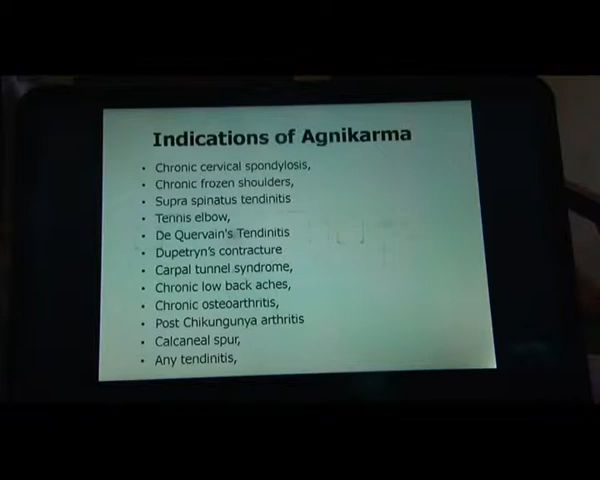 Indications of Agnikarma
• Chronic cervical spondylosis,
• Chronic frozen shoulders,
• Supra spinatus tendinitis
• Tennis elbow,
• De Quervain's Tendinitis
• Dupetryn's contracture
• Carpal tunnel syndrome,
• Chronic low back aches,
• Chronic osteoarthritis,
• Post Chikungunya arthritis
• Calcaneal spur,
• Any tendinitis,